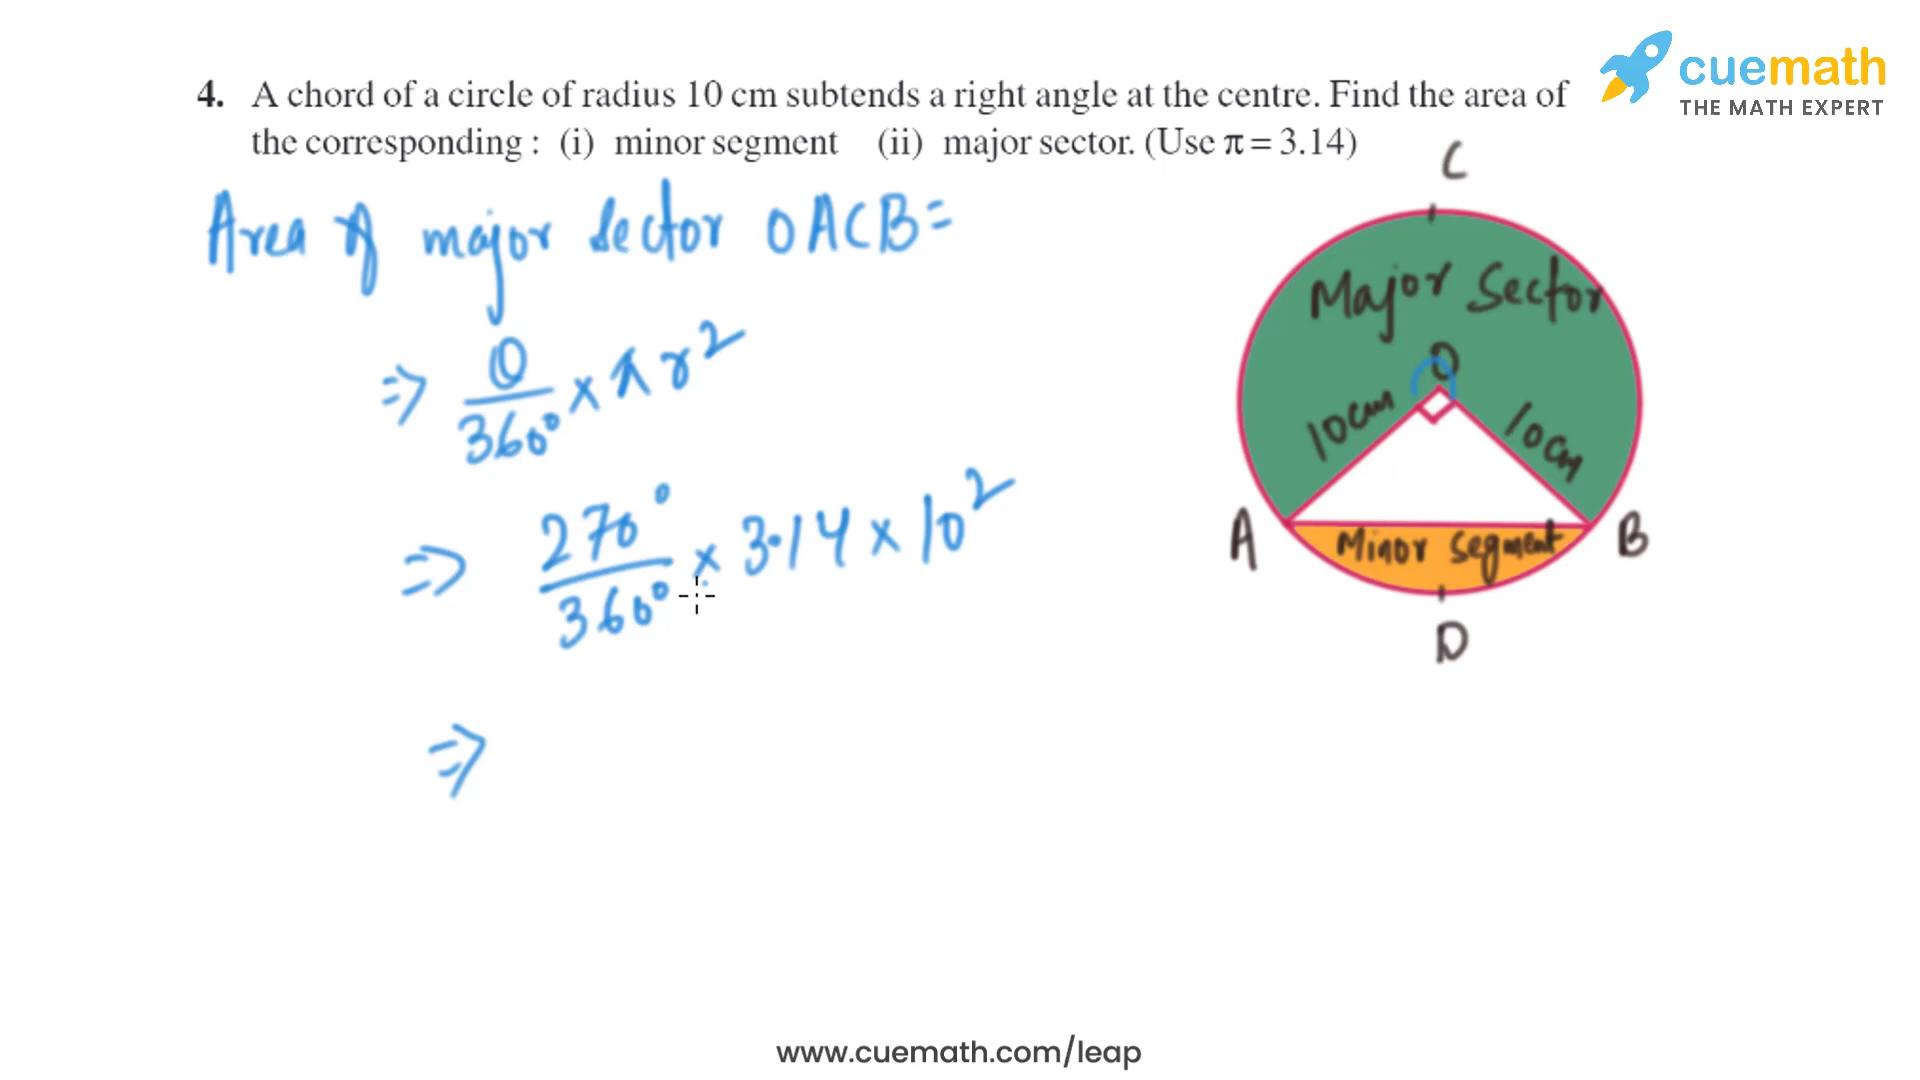 cuemath
THE MATH EXPERT
4. A chord of a circle of radius 10 cm subtends a right angle at the centre. Find the area of
the corresponding : (i) minor segment (ii) major sector. (Use π = 3.14)
Area of major sector OACB =
⇒ θ/360° × πr²
⇒ 270°/360° × 3.14 × 10²
⇒
C
Major Sector
O
10cm
10cm
A
Minor Segment
B
D
www.cuemath.com/leap